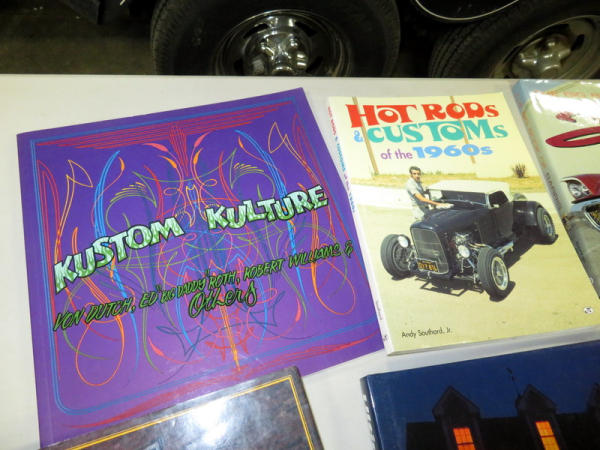 KUSTOM KULTURE
VON DUTCH, ED "BIG DADDY" ROTH, ROBERT WILLIAMS &
Others
HOT RODS
& CUSTOMS
of the 1960s
Andy Southard, Jr.